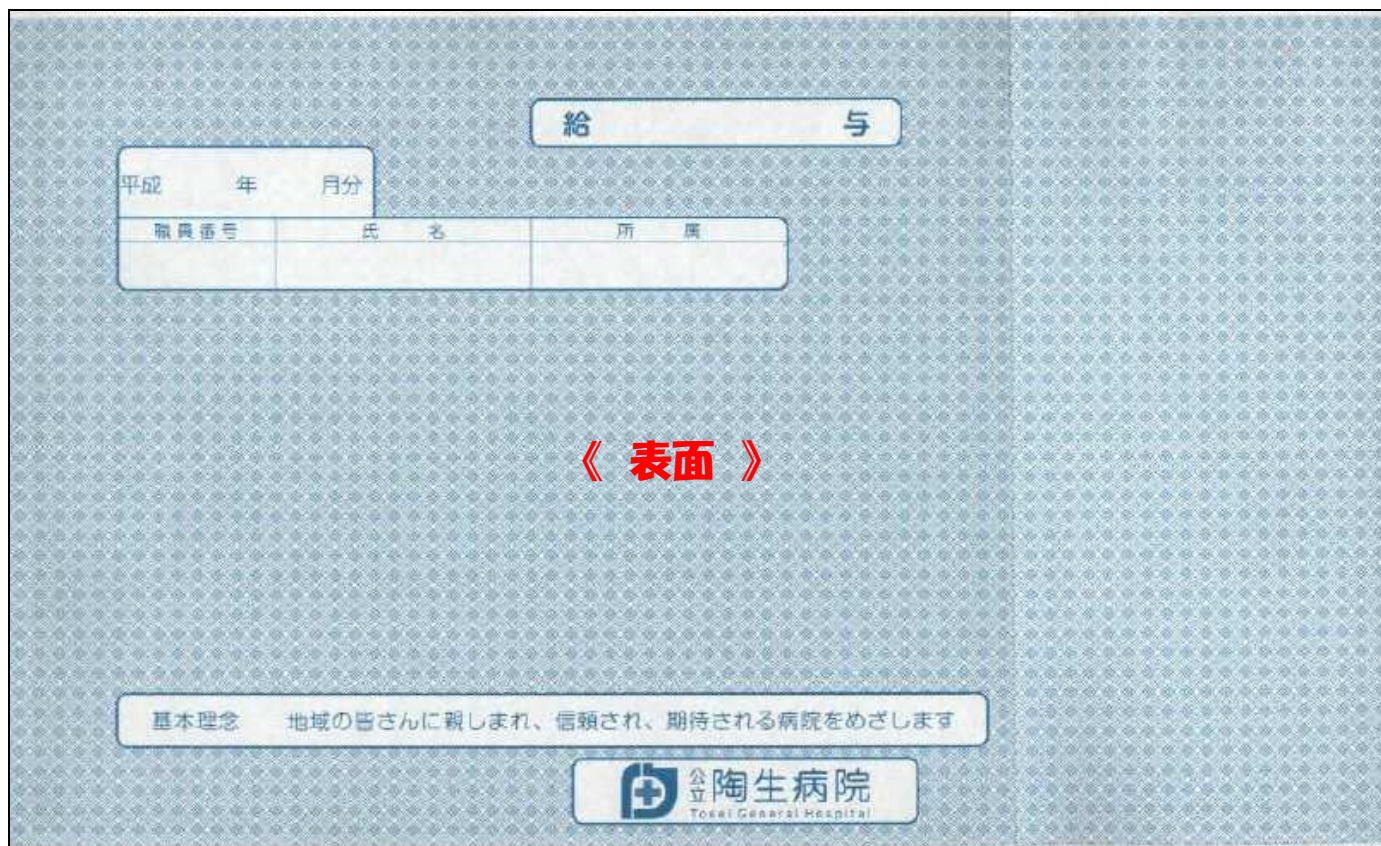 給 与
平成 年 月分
職員番号 氏 名 所 属
《 表面 》
基本理念 地域の皆さんに親しまれ、信頼され、期待される病院をめざします
公立陶生病院
Tosei General Hospital